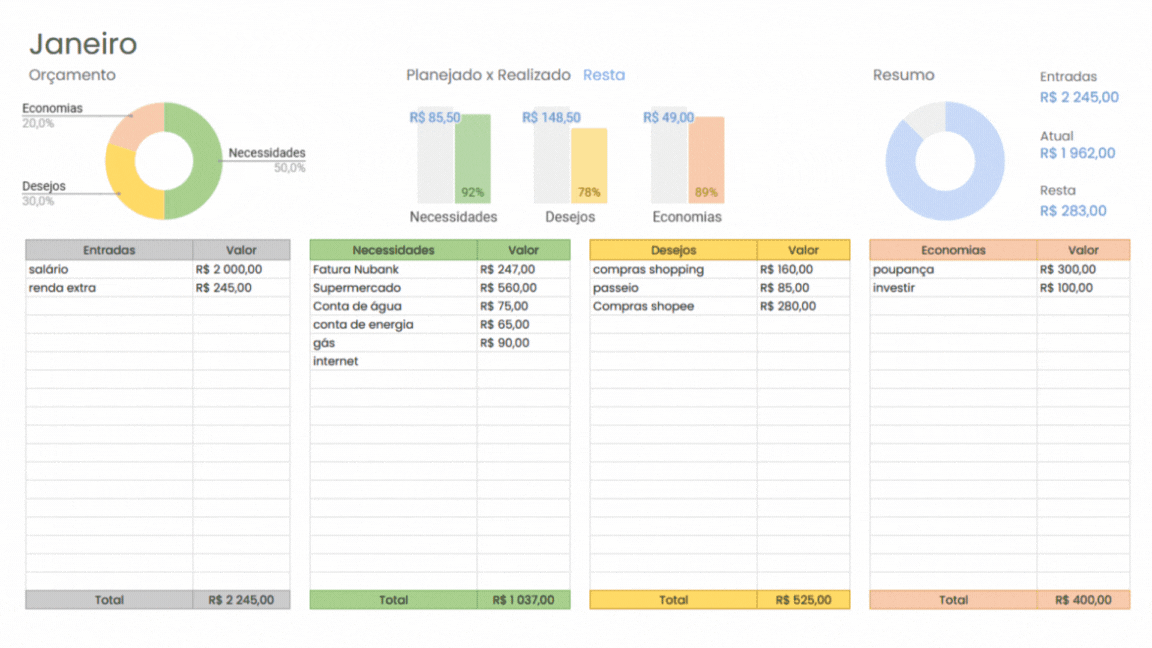 Janeiro
Orçamento
Planejado x Realizado Resta
Resumo
Entradas
R$ 2 245,00
Atual
R$ 1 962,00
Resta
R$ 283,00
Economias
20,0%
Necessidades
50,0%
Desejos
30,0%
R$ 85,50
R$ 148,50
R$ 49,00
92%
78%
89%
Necessidades
Desejos
Economias
Entradas Valor
salário R$ 2 000,00
renda extra R$ 245,00
Total R$ 2 245,00
Necessidades Valor
Fatura Nubank R$ 247,00
Supermercado R$ 560,00
Conta de água R$ 75,00
conta de energia R$ 65,00
gás R$ 90,00
internet
Total R$ 1 037,00
Desejos Valor
compras shopping R$ 160,00
passeio R$ 85,00
Compras shopee R$ 280,00
Total R$ 525,00
Economias Valor
poupança R$ 300,00
investir R$ 100,00
Total R$ 400,00